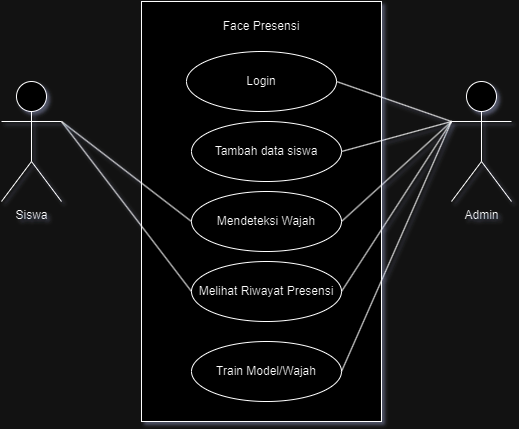 Face Presensi
Login
Tambah data siswa
Mendeteksi Wajah
Siswa
Admin
Melihat Riwayat Presensi
Train Model/Wajah